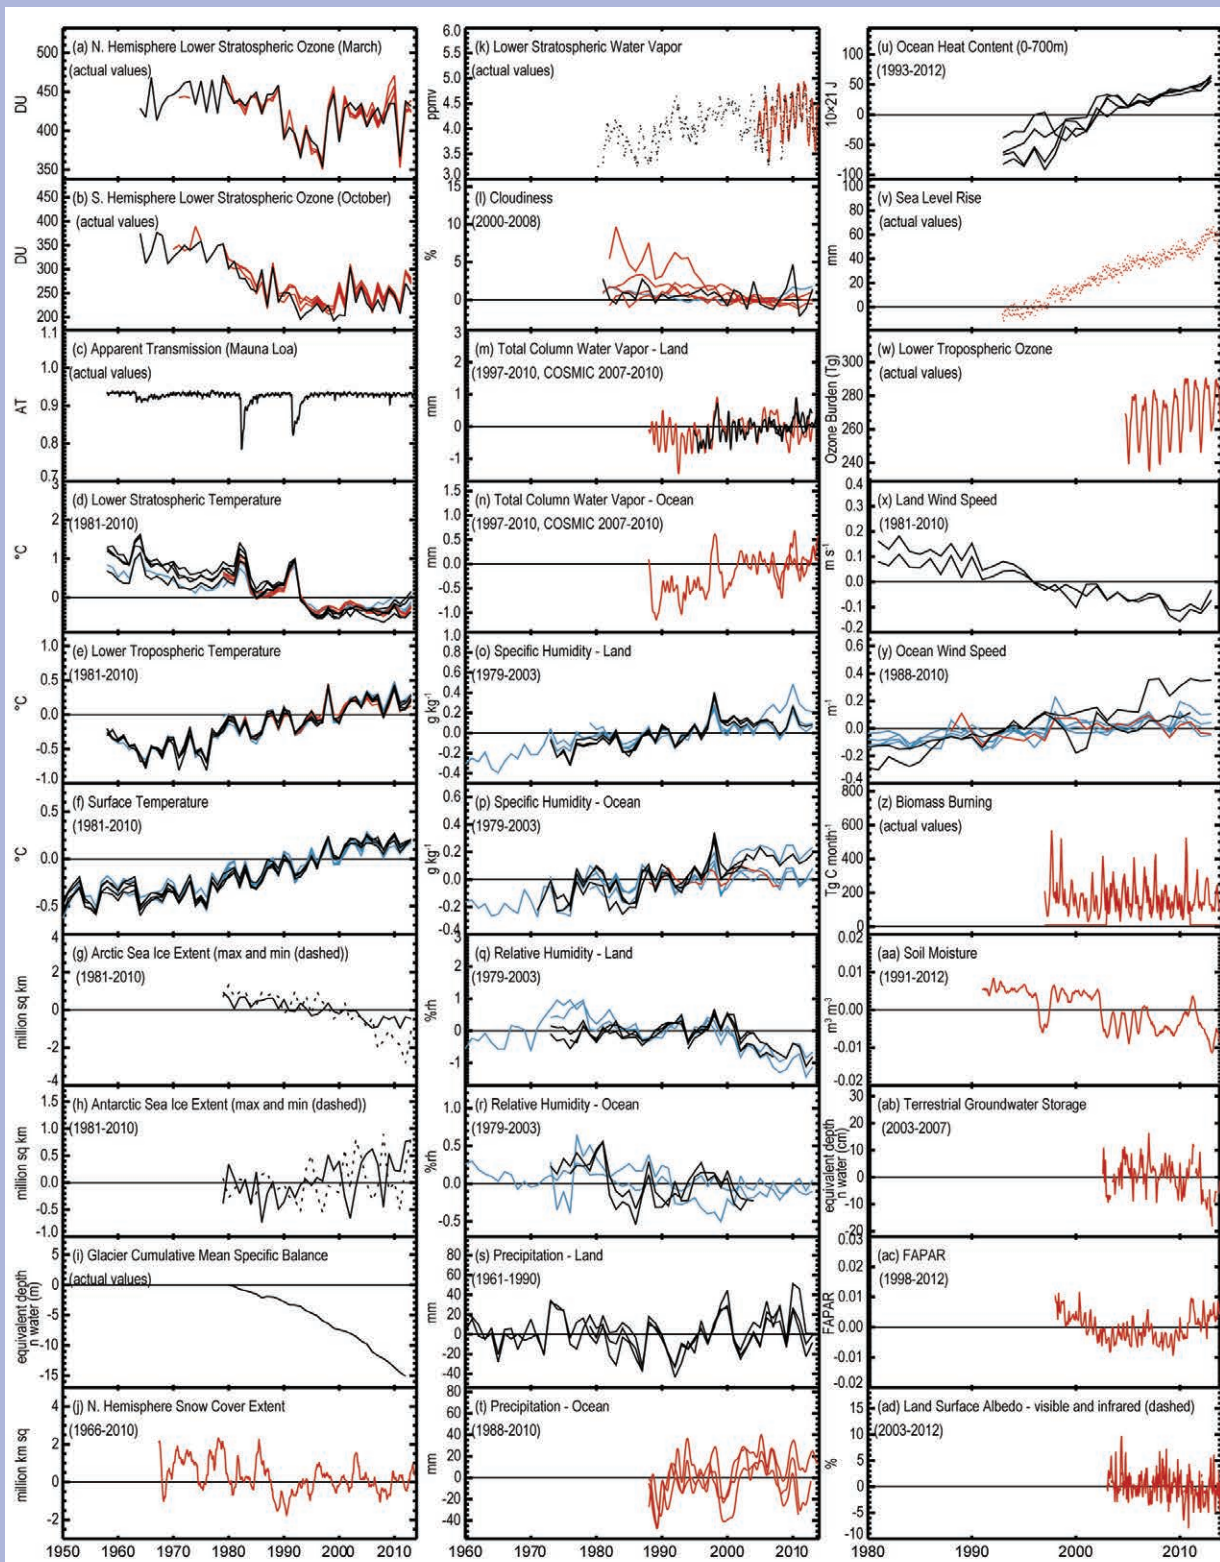 (a) N. Hemisphere Lower Stratospheric Ozone (March)
(actual values)
DU
500
450
400
350
(b) S. Hemisphere Lower Stratospheric Ozone (October)
(actual values)
DU
450
400
350
300
250
200
(c) Apparent Transmission (Mauna Loa)
(actual values)
AT
1.1
1.0
0.9
0.8
0.7
(d) Lower Stratospheric Temperature
(1981-2010)
°C
3
2
1
0
(e) Lower Tropospheric Temperature
(1981-2010)
°C
1.0
0.5
0.0
-0.5
-1.0
(f) Surface Temperature
(1981-2010)
°C
0.5
0.0
-0.5
(g) Arctic Sea Ice Extent (max and min (dashed))
(1981-2010)
million sq km
4
2
0
-2
-4
(h) Antarctic Sea Ice Extent (max and min (dashed))
(1981-2010)
million sq km
1.5
1.0
0.5
0.0
-0.5
-1.0
(i) Glacier Cumulative Mean Specific Balance
(actual values)
equivalent depth
n water (m)
5
0
-5
-10
-15
(j) N. Hemisphere Snow Cover Extent
(1966-2010)
million km sq
4
2
0
-2
1950 1960 1970 1980 1990 2000 2010
(k) Lower Stratospheric Water Vapor
(actual values)
ppmv
6.0
5.5
5.0
4.5
4.0
3.5
3.0
(l) Cloudiness
(2000-2008)
%
15
10
5
0
(m) Total Column Water Vapor - Land
(1997-2010, COSMIC 2007-2010)
mm
3
2
1
0
-1
(n) Total Column Water Vapor - Ocean
(1997-2010, COSMIC 2007-2010)
mm
1.5
1.0
0.5
0.0
-0.5
-1.0
(o) Specific Humidity - Land
(1979-2003)
g kg-1
1.0
0.8
0.6
0.4
0.2
0.0
-0.2
-0.4
(p) Specific Humidity - Ocean
(1979-2003)
g kg-1
0.6
0.4
0.2
0.0
-0.2
-0.4
(q) Relative Humidity - Land
(1979-2003)
%rh
3
2
1
0
-1
(r) Relative Humidity - Ocean
(1979-2003)
%rh
1.0
0.5
0.0
-0.5
(s) Precipitation - Land
(1961-1990)
mm
80
60
40
20
0
-20
-40
(t) Precipitation - Ocean
(1988-2010)
mm
80
60
40
20
0
-20
-40
1960 1970 1980 1990 2000 2010
(u) Ocean Heat Content (0-700m)
(1993-2012)
10×21 J
100
50
0
-50
-100
(v) Sea Level Rise
(actual values)
mm
100
80
60
40
20
0
(w) Lower Tropospheric Ozone
(actual values)
Ozone Burden (Tg)
300
280
260
240
(x) Land Wind Speed
(1981-2010)
m s-1
0.4
0.3
0.2
0.1
0.0
-0.1
-0.2
(y) Ocean Wind Speed
(1988-2010)
m-1
0.6
0.4
0.2
0.0
-0.2
-0.4
(z) Biomass Burning
(actual values)
Tg C month-1
800
600
400
200
0
(aa) Soil Moisture
(1991-2012)
m3 m-3
0.02
0.01
0.00
-0.01
-0.02
(ab) Terrestrial Groundwater Storage
(2003-2007)
equivalent depth
n water (cm)
30
20
10
0
-10
-20
(ac) FAPAR
(1998-2012)
FAPAR
0.03
0.02
0.01
0.00
-0.01
-0.02
(ad) Land Surface Albedo - visible and infrared (dashed)
(2003-2012)
%
15
10
5
0
-5
-10
1980 1990 2000 2010